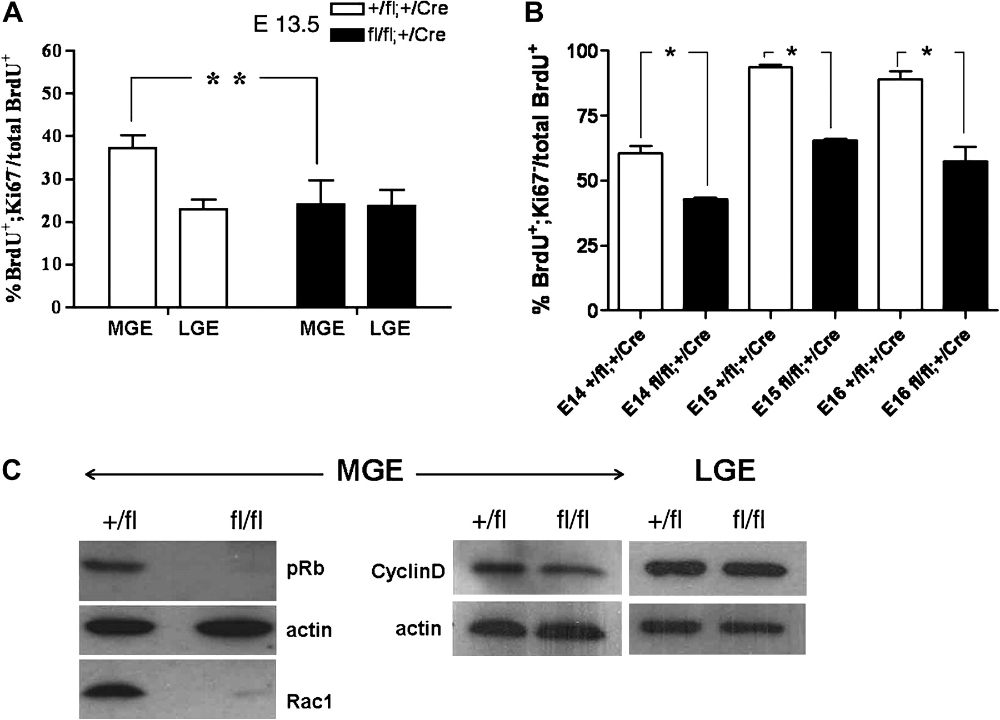 A
E 13.5
+/fl;+/Cre
fl/fl;+/Cre
%BrdU⁺;Ki67⁻/total BrdU⁺
60
50
40
30
20
10
0
* *
MGE LGE MGE LGE
B
% BrdU⁺;Ki67⁻/total BrdU⁺
100
75
50
25
0
* * *
E14 +/fl;+/Cre
E14 fl/fl;+/Cre
E15 +/fl;+/Cre
E15 fl/fl;+/Cre
E16 +/fl;+/Cre
E16 fl/fl;+/Cre
C
MGE LGE
+/fl fl/fl +/fl fl/fl +/fl fl/fl
pRb CyclinD
actin actin
Rac1